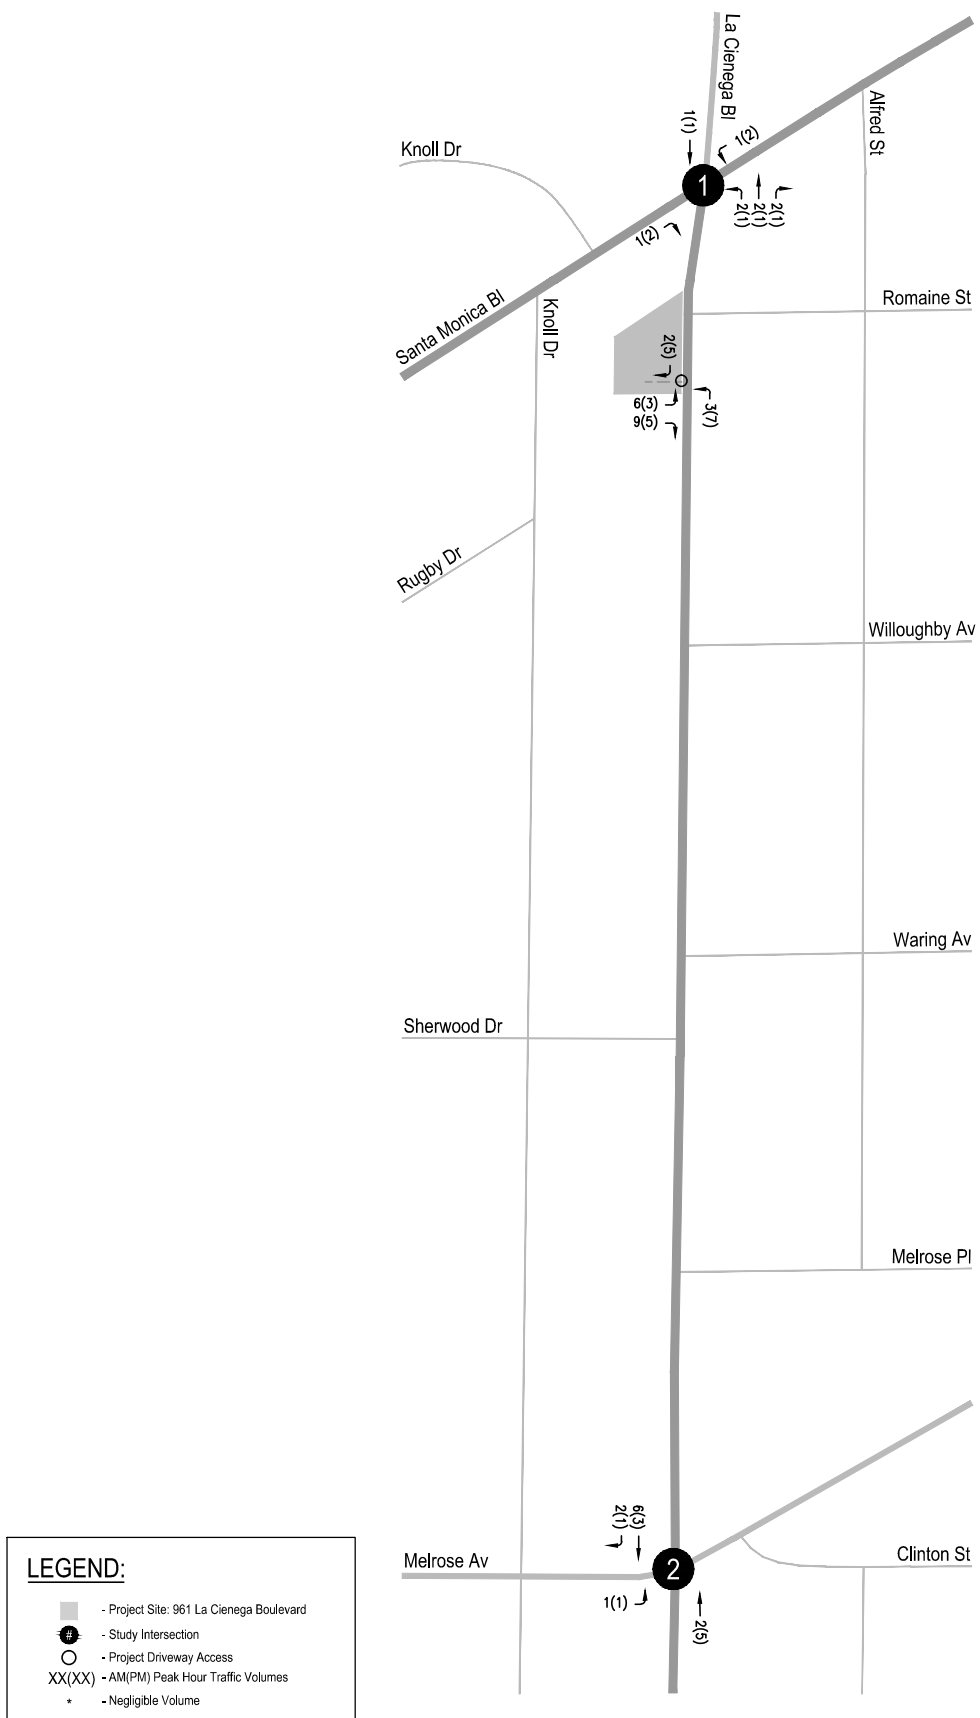 La Cienega Bl
Alfred St
1(1)
1(2)
Knoll Dr
1
2(1)
2(1)
2(1)
1(2)
Romaine St
Santa Monica Bl
Knoll Dr
2(5)
6(3)
9(5)
3(7)
Rugby Dr
Willoughby Av
Waring Av
Sherwood Dr
Melrose Pl
2(1)
6(3)
Melrose Av
2
Clinton St
1(1)
2(5)
LEGEND:
- Project Site: 961 La Cienega Boulevard
# - Study Intersection
- Project Driveway Access
XX(XX) - AM(PM) Peak Hour Traffic Volumes
* - Negligible Volume